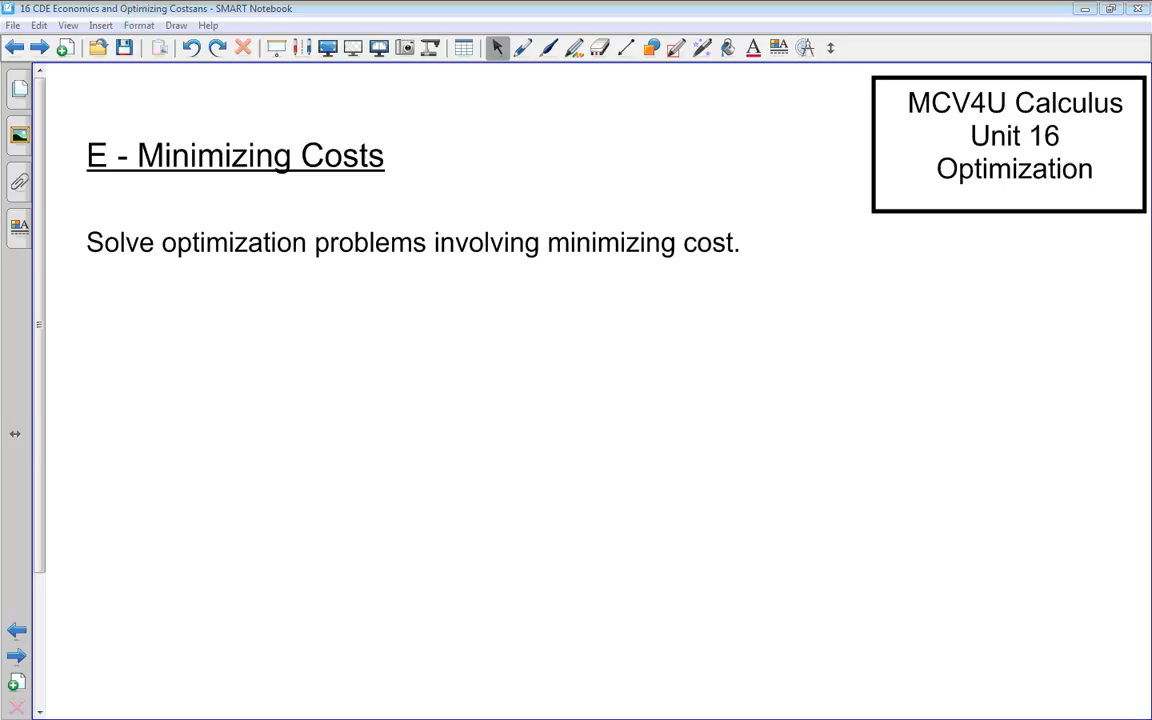 16 CDE Economics and Optimizing Costsans - SMART Notebook
File Edit View Insert Format Draw Help
MCV4U Calculus
Unit 16
Optimization
E - Minimizing Costs
Solve optimization problems involving minimizing cost.